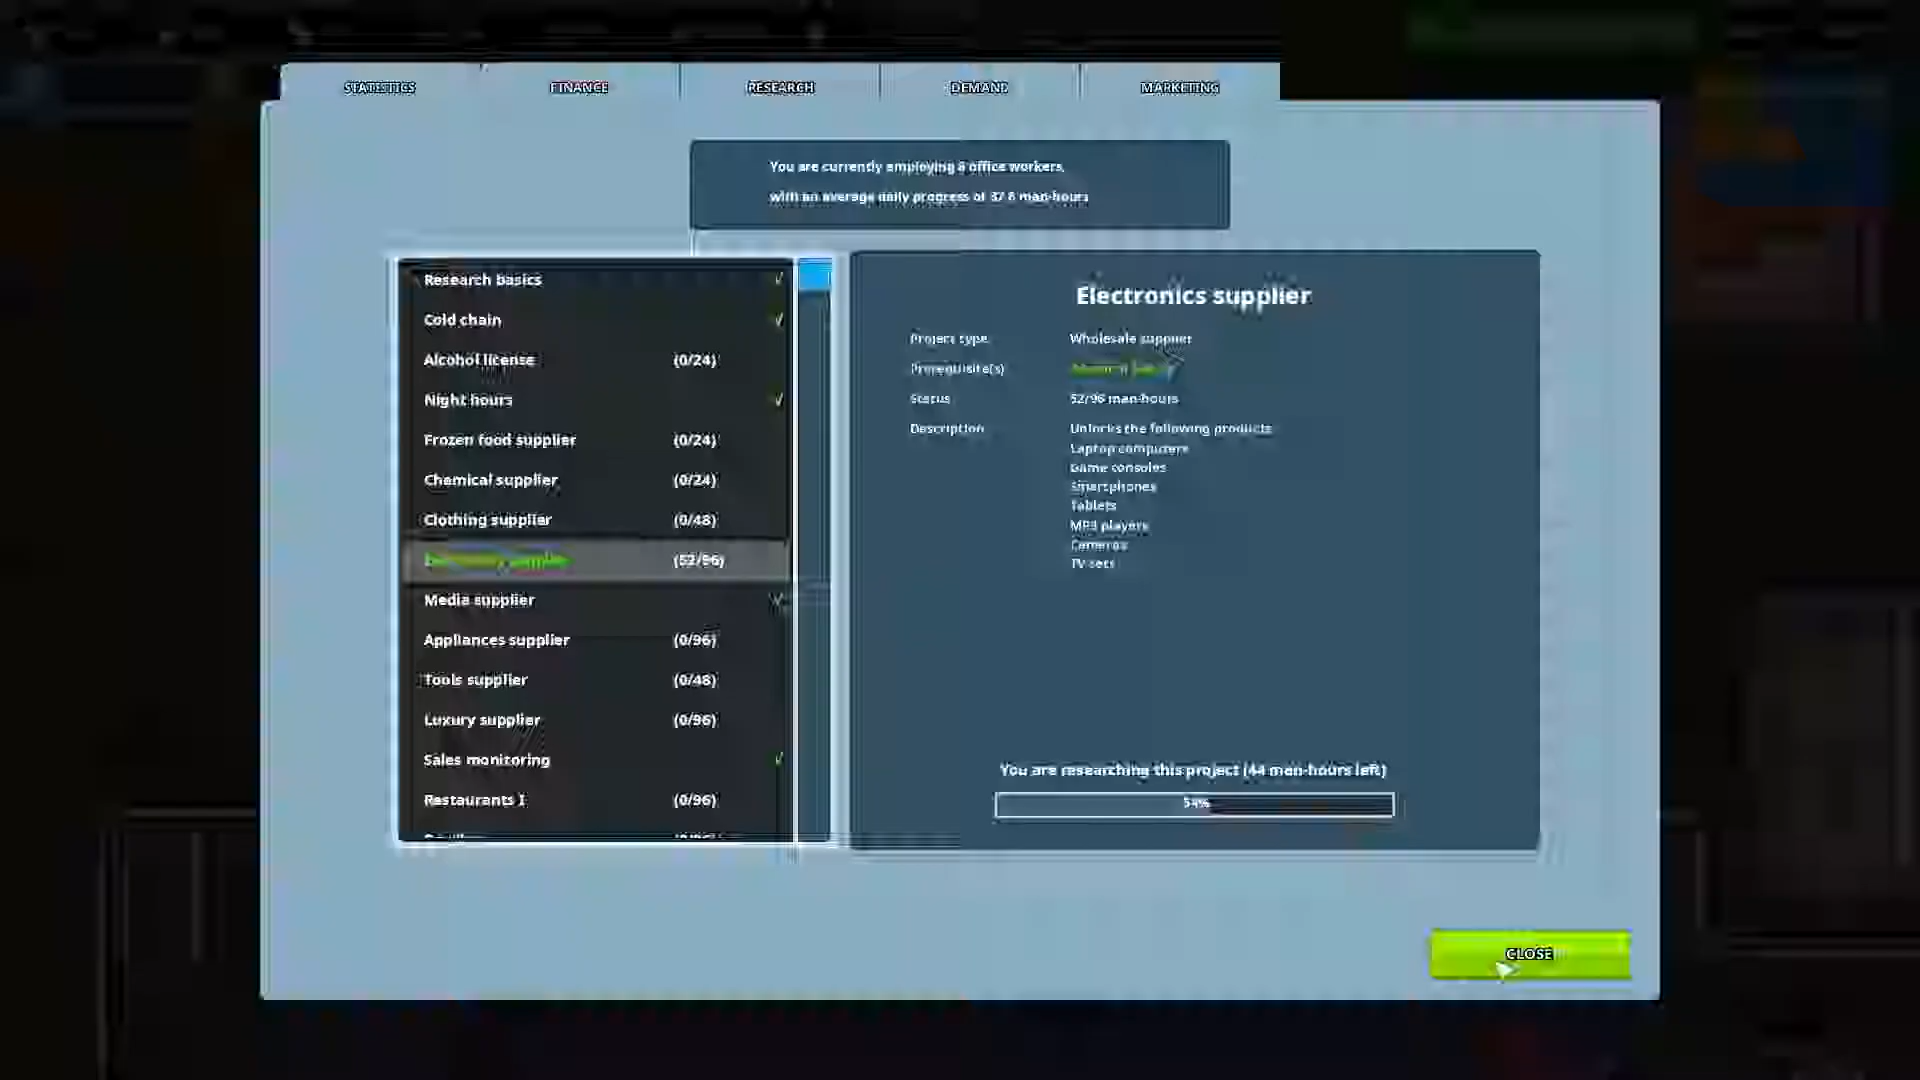 STATISTICS
FINANCE
RESEARCH
DEMAND
MARKETING
You are currently employing 8 office workers,
with an average daily progress of 37.6 man-hours
Research basics √
Cold chain √
Alcohol license (0/24)
Night hours √
Frozen food supplier (0/24)
Chemical supplier (0/24)
Clothing supplier (0/48)
Electronics supplier (52/96)
Media supplier √
Appliances supplier (0/96)
Tools supplier (0/48)
Luxury supplier (0/96)
Sales monitoring √
Restaurants I (0/96)
Electronics supplier
Project type Wholesale supplier
Prerequisite(s)
Status 52/96 man-hours
Description Unlocks the following products
Laptop computers
Game consoles
Smartphones
Tablets
MP3 players
Cameras
TV sets
You are researching this project (44 man-hours left)
54%
CLOSE